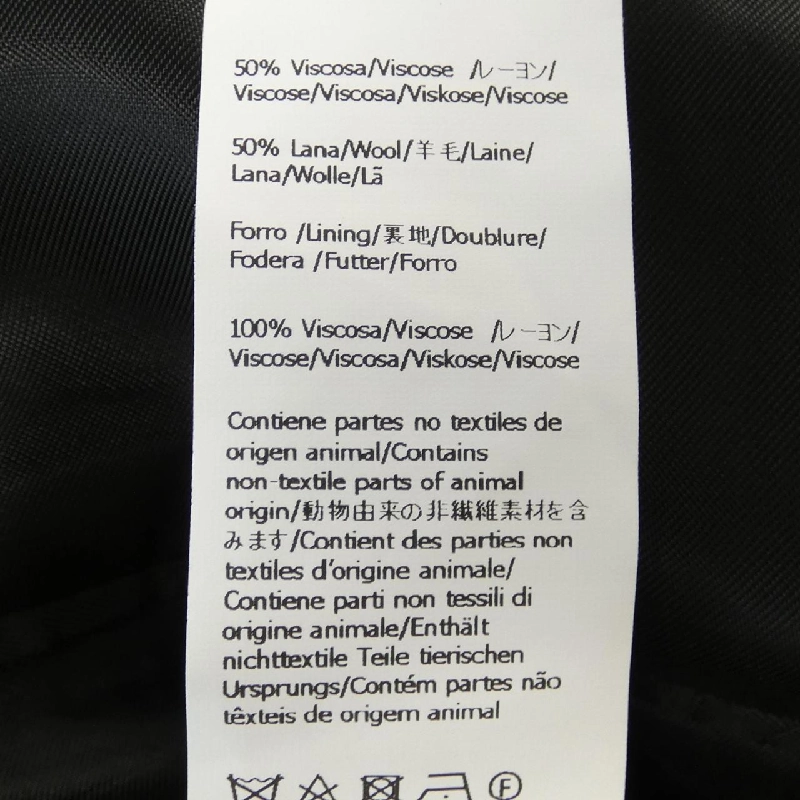 50% Viscosa/Viscose /レーヨン/
Viscose/Viscosa/Viskose/Viscose
50% Lana/Wool/羊毛/Laine/
Lana/Wolle/Lã
Forro /Lining/裏地/Doublure/
Fodera /Futter/Forro
100% Viscosa/Viscose /レーヨン/
Viscose/Viscosa/Viskose/Viscose
Contiene partes no textiles de
origen animal/Contains
non-textile parts of animal
origin/動物由来の非繊維素材を含
みます/Contient des parties non
textiles d’origine animale/
Contiene parti non tessili di
origine animale/Enthält
nichttextile Teile tierischen
Ursprungs/Contém partes não
têxteis de origem animal
F